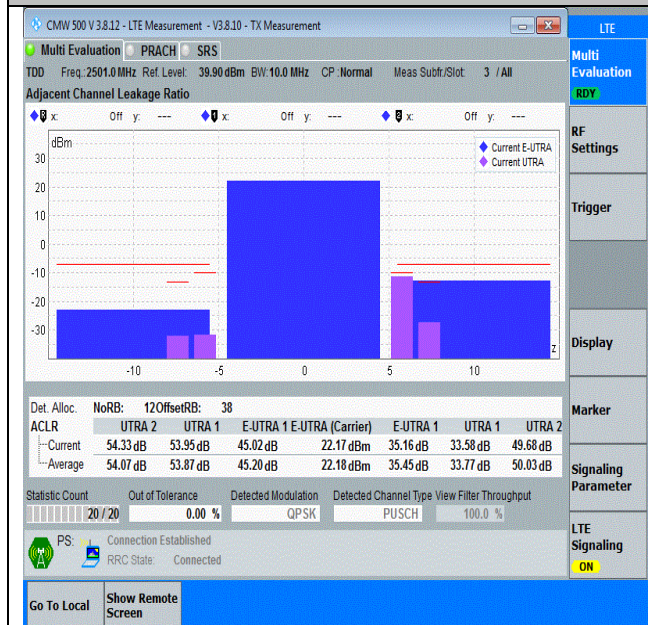 CMW 500 V 3.8.12 - LTE Measurement - V3.8.10 - TX Measurement
LTE
Multi Evaluation PRACH SRS
Multi Evaluation
RDY
TDD Freq.:2501.0 MHz Ref. Level: 39.90 dBm BW:10.0 MHz CP :Normal Meas Subfr./Slot: 3 / All
Adjacent Channel Leakage Ratio
x: Off y: --- x: Off y: --- x: Off y: ---
dBm
Current E-UTRA
Current UTRA
30
20
10
0
-10
-20
-30
-10 -5 0 5 10
RF Settings
Trigger
Display
Marker
Signaling Parameter
LTE Signaling
ON
Det. Alloc. NoRB: 12 OffsetRB: 38
ACLR UTRA 2 UTRA 1 E-UTRA 1 E-UTRA (Carrier) E-UTRA 1 UTRA 1 UTRA 2
Current 54.33 dB 53.95 dB 45.02 dB 22.17 dBm 35.16 dB 33.58 dB 49.68 dB
Average 54.07 dB 53.87 dB 45.20 dB 22.18 dBm 35.45 dB 33.77 dB 50.03 dB
Statistic Count Out of Tolerance Detected Modulation Detected Channel Type View Filter Throughput
20 / 20 0.00 % QPSK PUSCH 100.0 %
PS: Connection Established
RRC State: Connected
Go To Local
Show Remote Screen